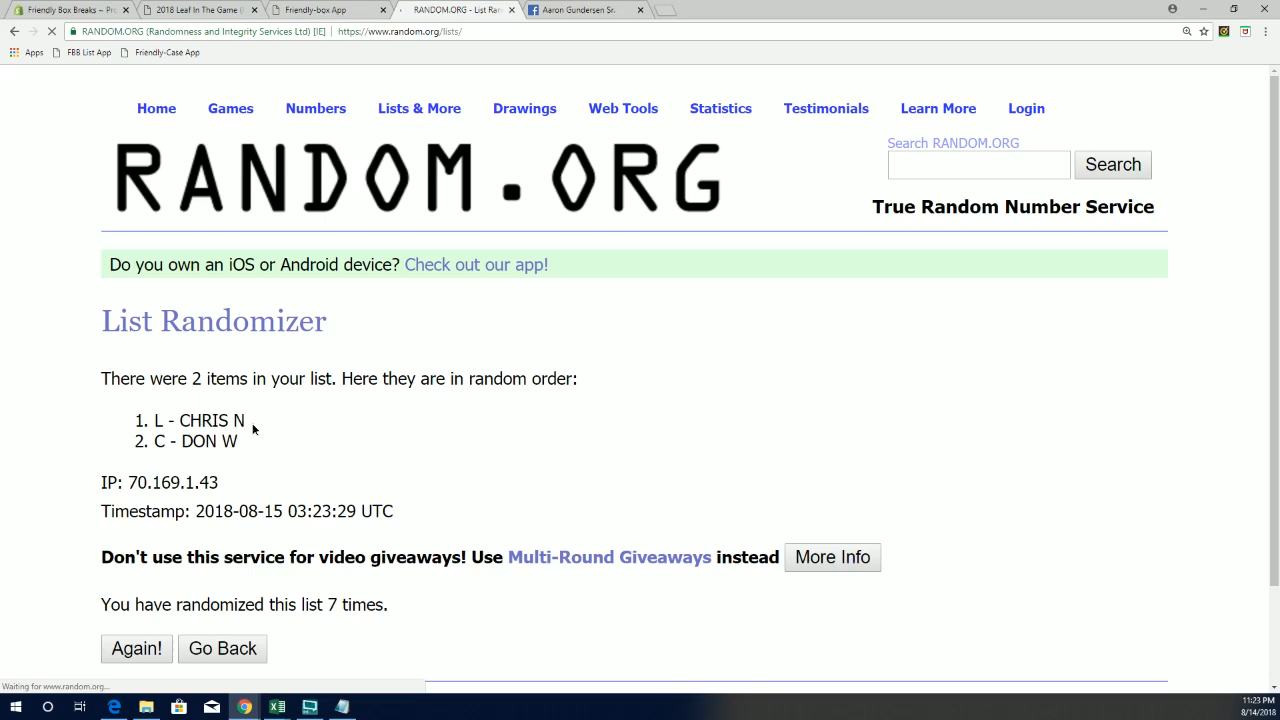 Friendly Box Breaks ~ Pr
2018 Leaf In The Game (
Friendly-box App
RANDOM.ORG - List Ran
Aaron Gundersen Sr.
RANDOM.ORG (Randomness and Integrity Services Ltd) [IE] | https://www.random.org/lists/
Apps FBB List App Friendly-Case App
Home Games Numbers Lists & More Drawings Web Tools Statistics Testimonials Learn More Login
RANDOM.ORG
Search RANDOM.ORG
Search
True Random Number Service
Do you own an iOS or Android device? Check out our app!
List Randomizer
There were 2 items in your list. Here they are in random order:
1. L - CHRIS N
2. C - DON W
IP: 70.169.1.43
Timestamp: 2018-08-15 03:23:29 UTC
Don't use this service for video giveaways! Use Multi-Round Giveaways instead More Info
You have randomized this list 7 times.
Again! Go Back
Waiting for www.random.org...
11:23 PM
8/14/2018